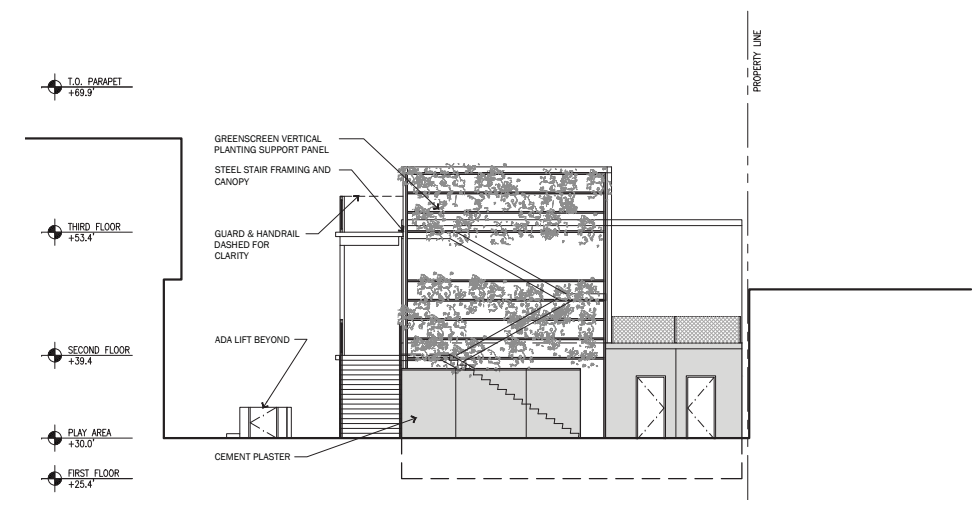 PROPERTY LINE
T.O. PARAPET
+69.9'
GREENSCREEN VERTICAL
PLANTING SUPPORT PANEL
STEEL STAIR FRAMING AND
CANOPY
THIRD FLOOR
+53.4'
GUARD & HANDRAIL
DASHED FOR
CLARITY
ADA LIFT BEYOND
SECOND FLOOR
+39.4
PLAY AREA
+30.0'
CEMENT PLASTER
FIRST FLOOR
+25.4'